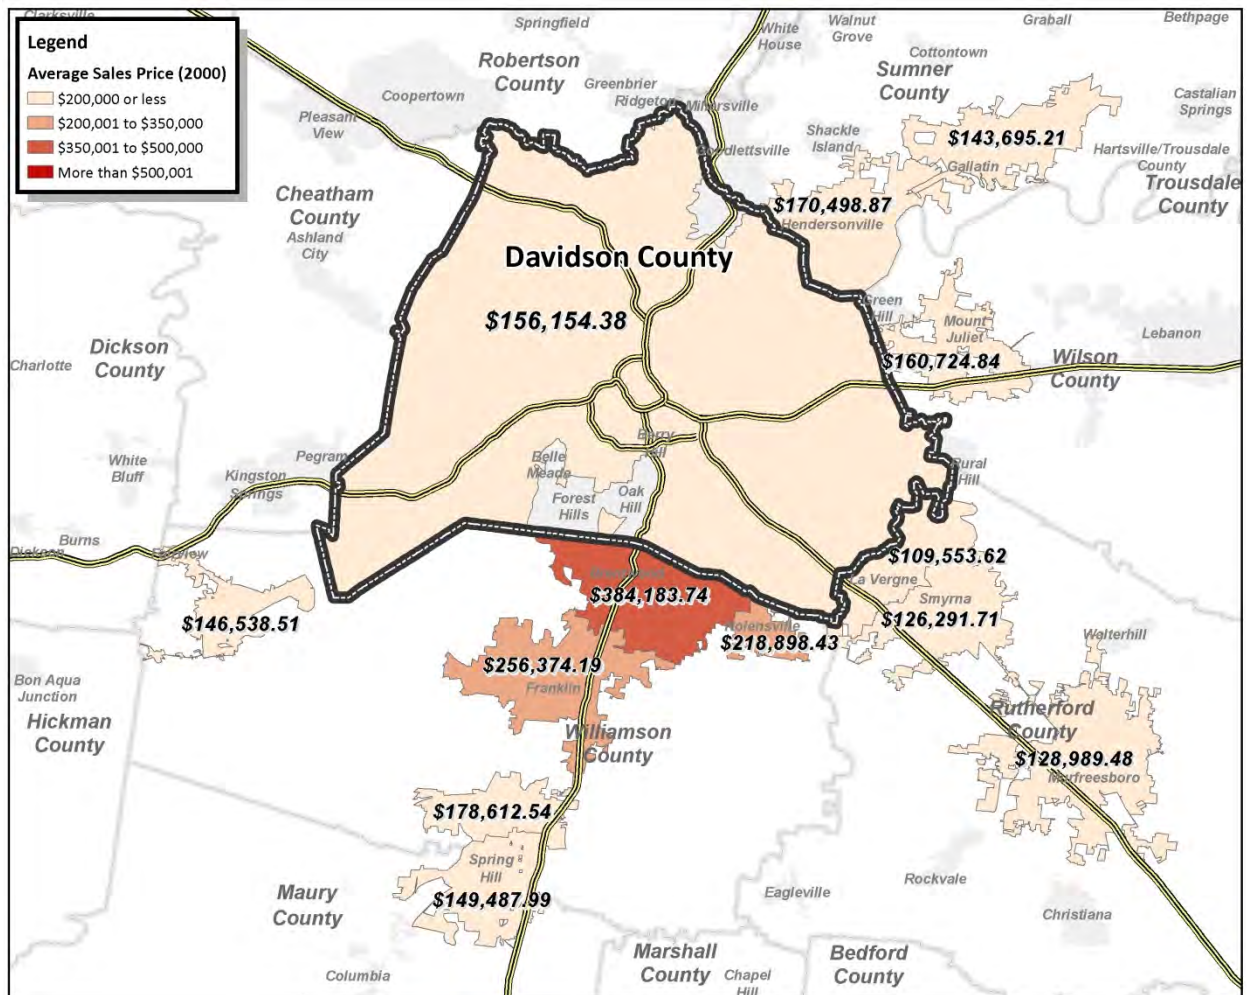 Clarksville
Springfield
White
House
Walnut
Grove
Graball
Bethpage
Legend
Average Sales Price (2000)
$200,000 or less
$200,001 to $350,000
$350,001 to $500,000
More than $500,001
Robertson
County
Greenbrier
Ridgetop
Coopertown
Cottontown
Sumner
County
Castalian
Springs
Millersville
Pleasant
View
Shackle
Island
$143,695.21
Gallatin
Goodlettsville
Hartsville/Trousdale
County
Trousdale
County
Cheatham
County
Ashland
City
$170,498.87
Hendersonville
Davidson County
$156,154.38
Green
Hill
Mount
Juliet
Lebanon
$160,724.84
Wilson
County
Dickson
County
Charlotte
Berry
Hill
Belle
Meade
Forest
Hills
Oak
Hill
Rural
Hill
White
Bluff
Pegram
Kingston
Springs
Burns
Dickson
Fairview
$146,538.51
Brentwood
$384,183.74
Nolensville
$218,898.43
$109,553.62
La Vergne
Smyrna
$126,291.71
Walterhill
$256,374.19
Franklin
Williamson
County
Rutherford
County
$128,989.48
Murfreesboro
Bon Aqua
Junction
Hickman
County
$178,612.54
Spring
Hill
$149,487.99
Maury
County
Columbia
Eagleville
Rockvale
Christiana
Marshall
County
Chapel
Hill
Bedford
County